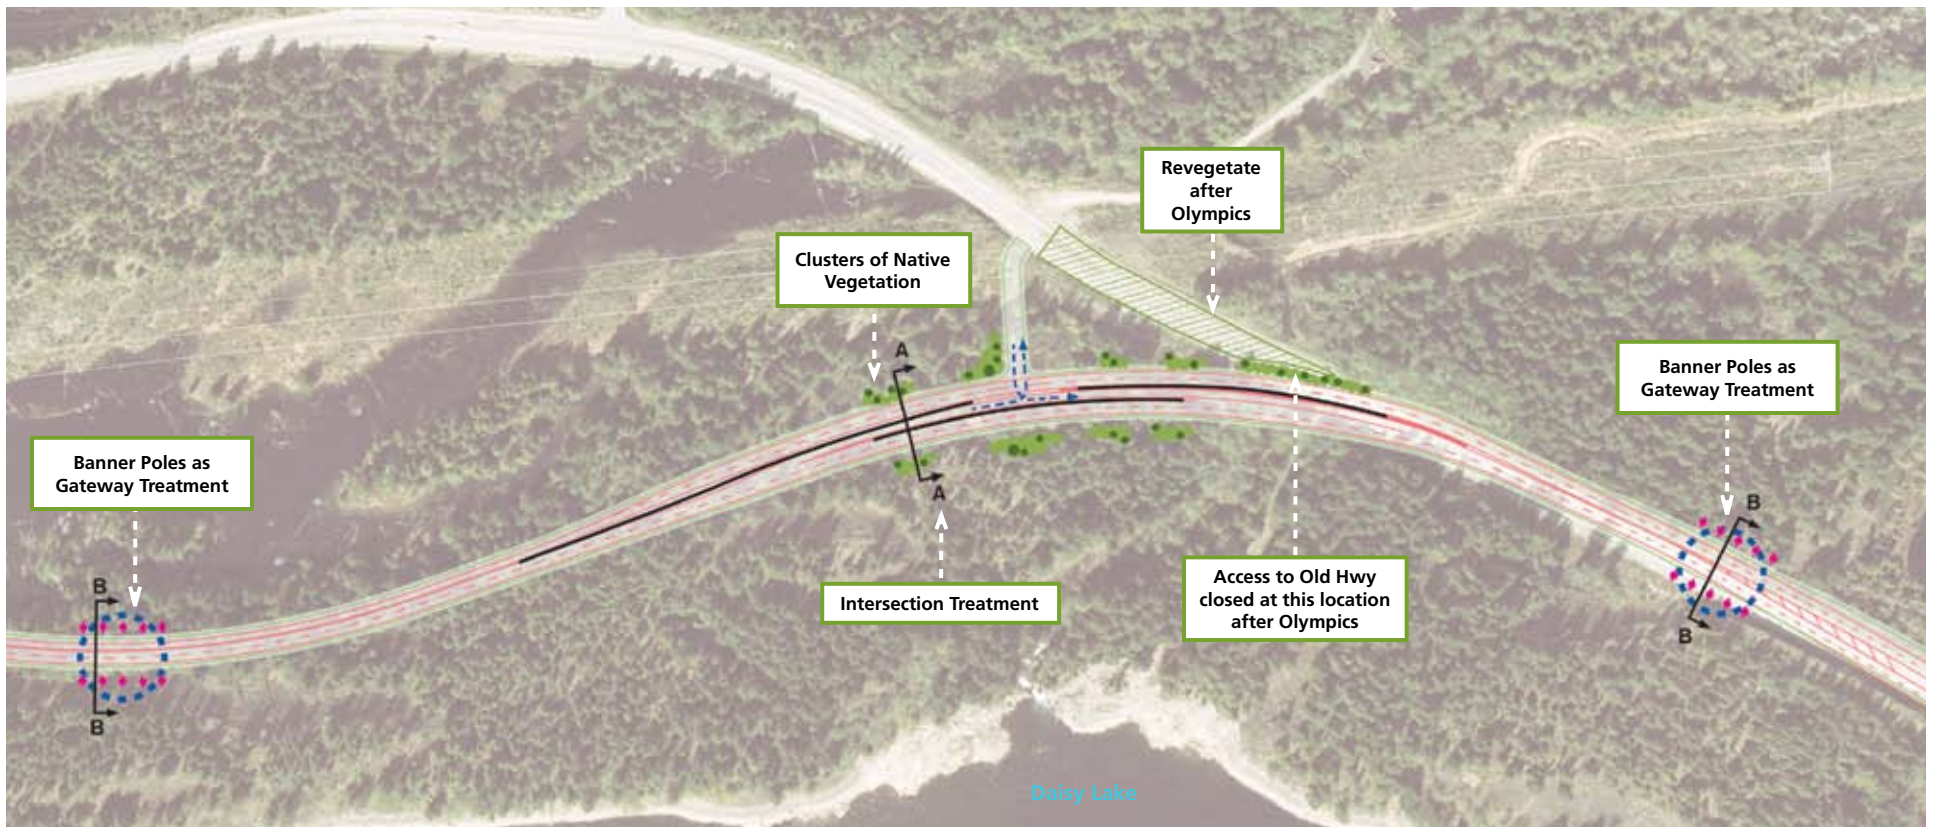 Revegetate
after
Olympics
Clusters of Native
Vegetation
A
Banner Poles as
Gateway Treatment
Banner Poles as
Gateway Treatment
A
B
B
Intersection Treatment
Access to Old Hwy
closed at this location
after Olympics
B
B
Daisy Lake